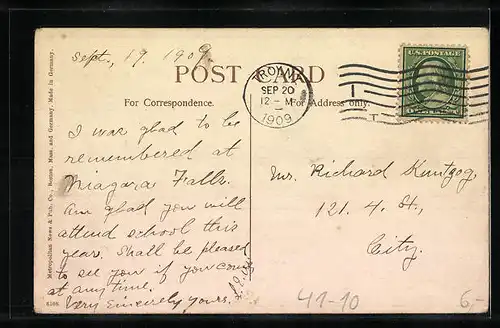 Sept. 19. 1909.
POST CARD
For Correspondence.
For Address only.
TROY, N.Y.
SEP 20
12 - M
1909
U.S. POSTAGE
I was glad to be
remembered at
Niagara Falls.
Am glad you will
attend school this
year. Shall be pleased
to see you if you come
at any time.
Very Sincerely yours,
Mr. Richard Kuntzog,
121. 4. St.,
City.
Metropolitan News & Pub. Co., Boston, Mass. and Germany. Made in Germany.
41-10
6,-